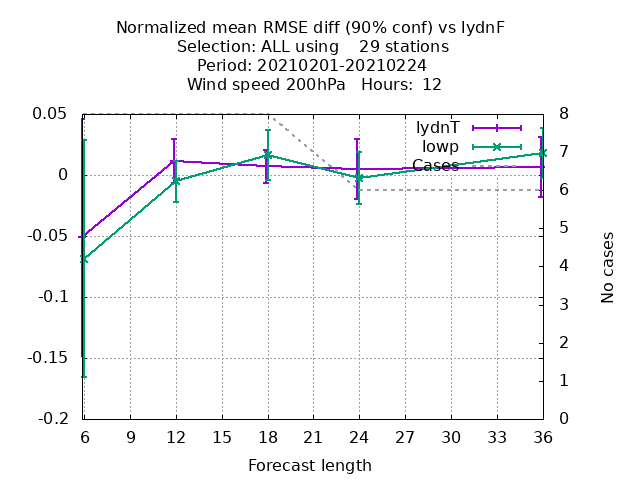 Normalized mean RMSE diff (90% conf) vs lydnF
Selection: ALL using    29 stations
Period: 20210201-20210224
Wind speed 200hPa   Hours:  12
0.05
0
-0.05
-0.1
-0.15
-0.2
lydnT
lowp
Cases
8
7
6
5
4
3
2
1
0
No cases
6 9 12 15 18 21 24 27 30 33 36
Forecast length